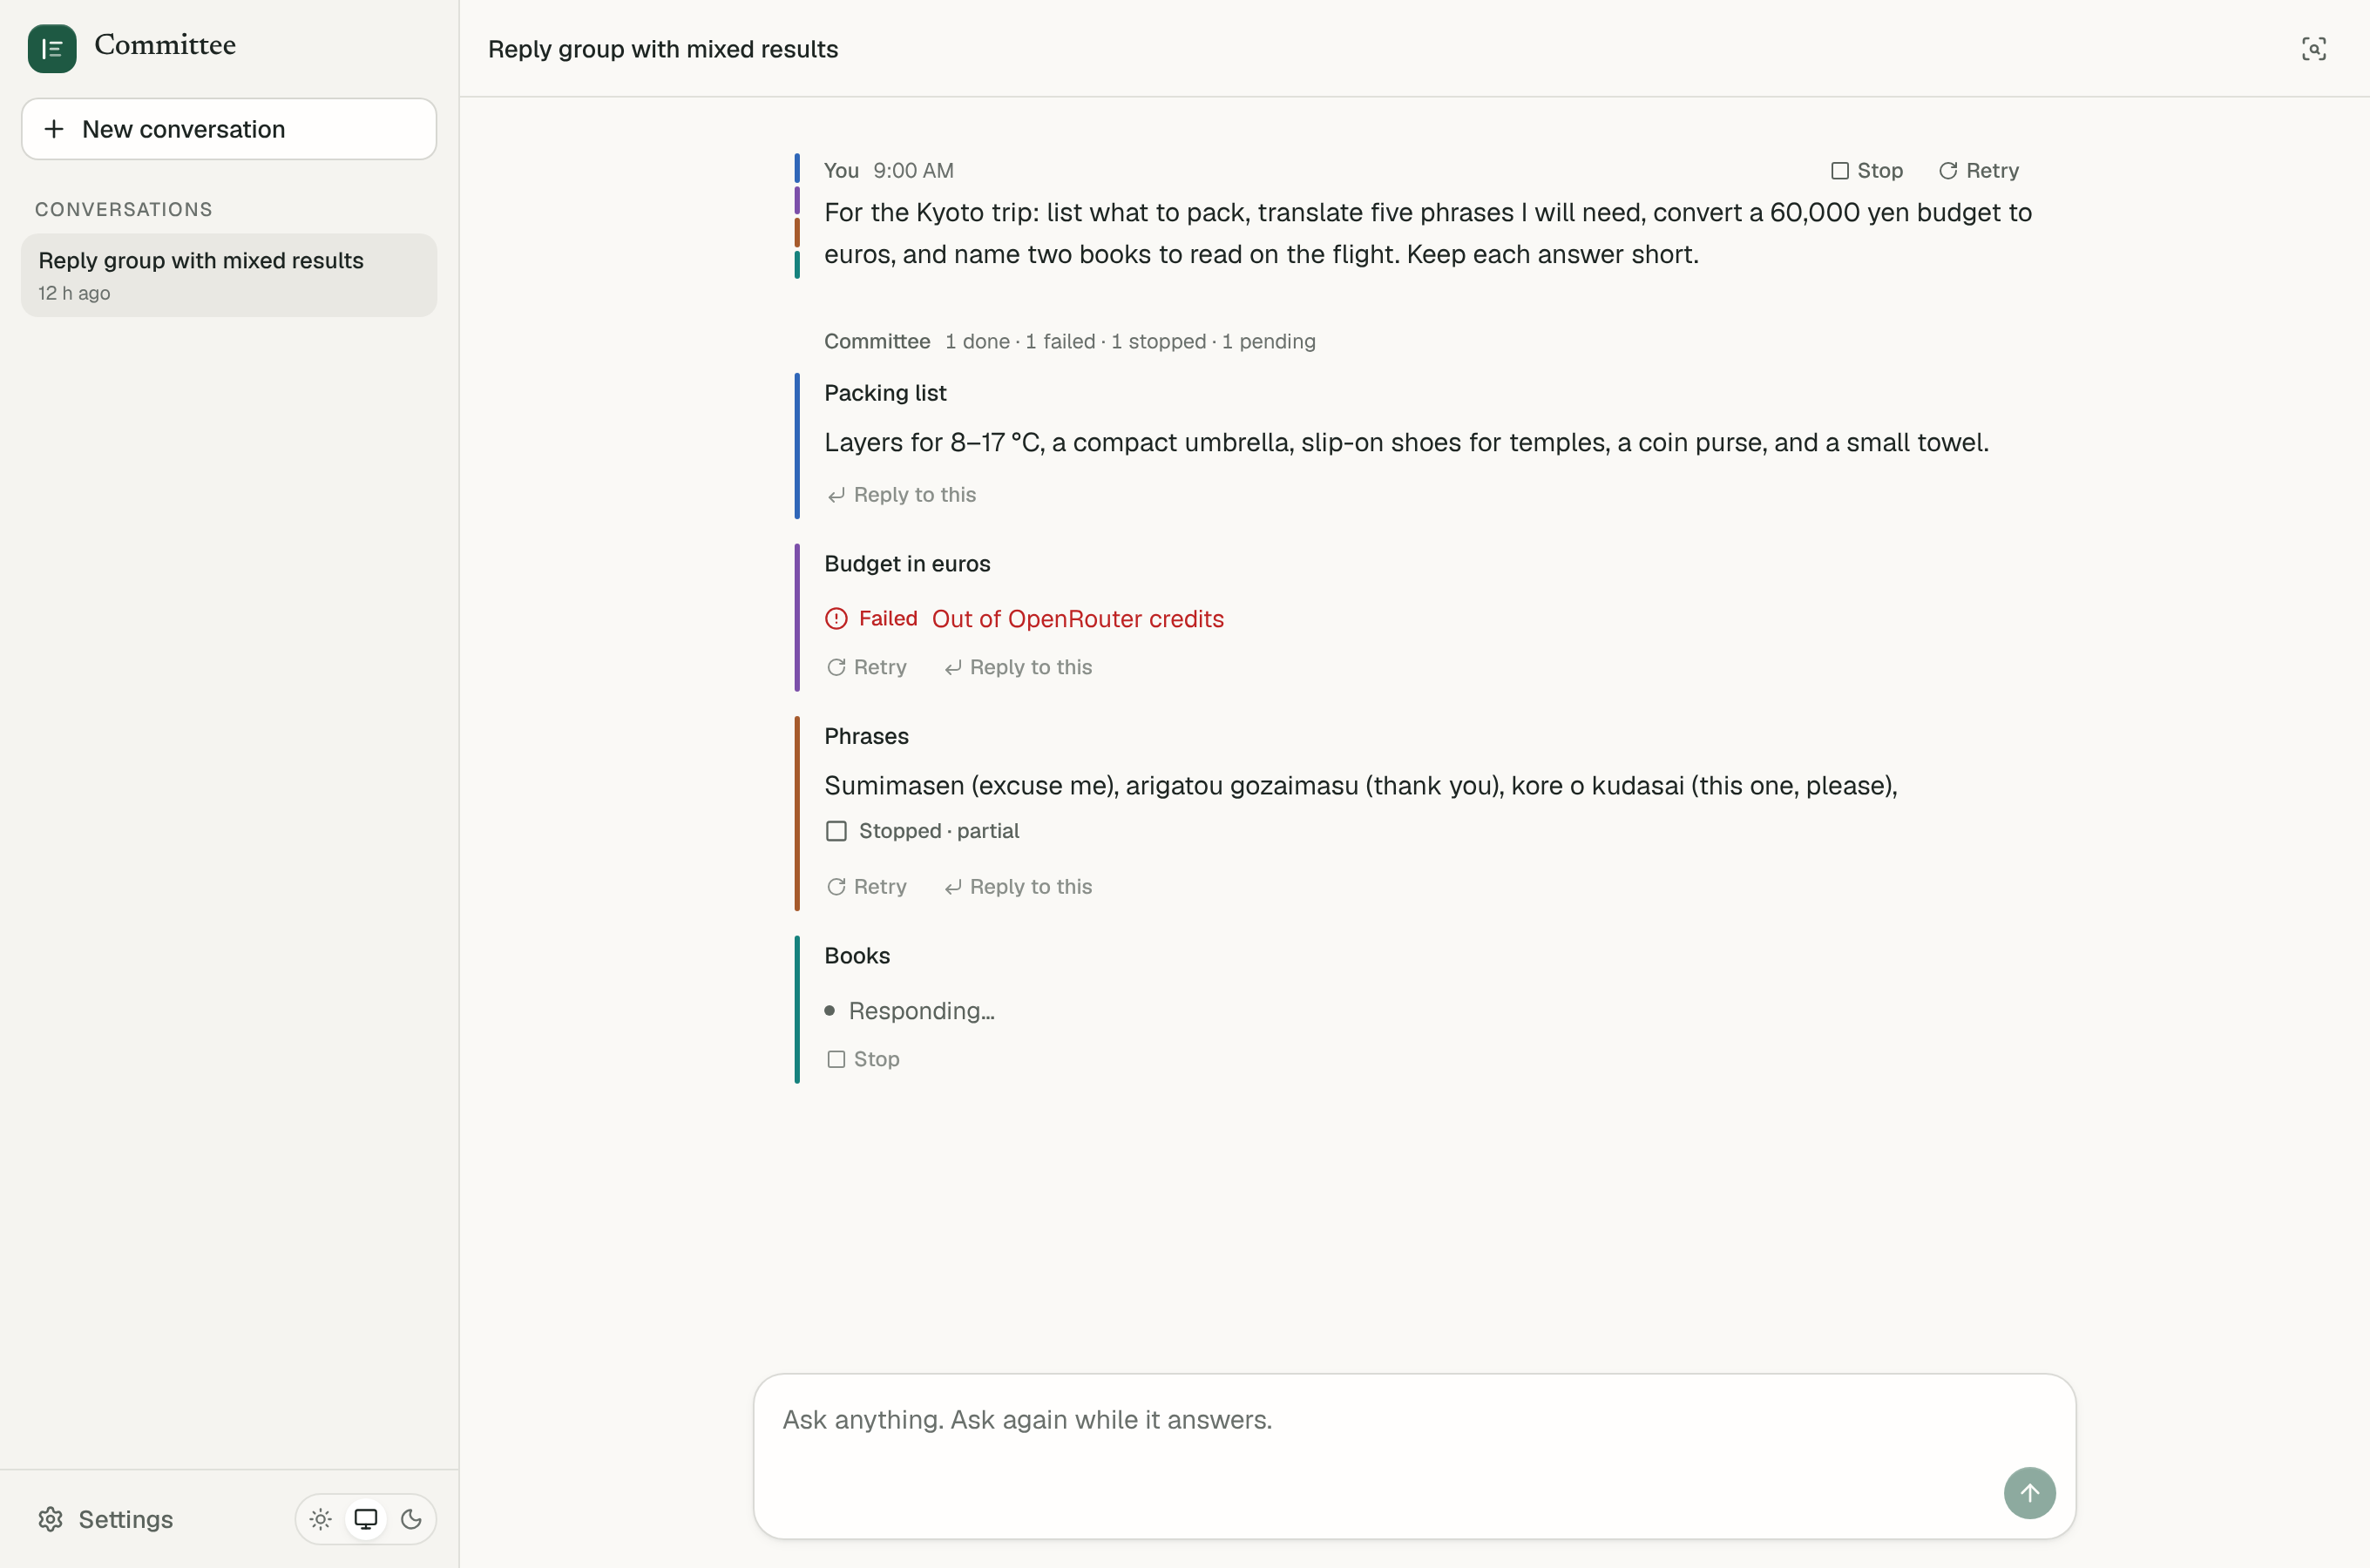 Committee
New conversation
CONVERSATIONS
Reply group with mixed results
12 h ago
Settings
Reply group with mixed results
You 9:00 AM
Stop Retry
For the Kyoto trip: list what to pack, translate five phrases I will need, convert a 60,000 yen budget to
euros, and name two books to read on the flight. Keep each answer short.
Committee 1 done · 1 failed · 1 stopped · 1 pending
Packing list
Layers for 8–17 °C, a compact umbrella, slip-on shoes for temples, a coin purse, and a small towel.
Reply to this
Budget in euros
Failed Out of OpenRouter credits
Retry Reply to this
Phrases
Sumimasen (excuse me), arigatou gozaimasu (thank you), kore o kudasai (this one, please),
Stopped · partial
Retry Reply to this
Books
Responding…
Stop
Ask anything. Ask again while it answers.